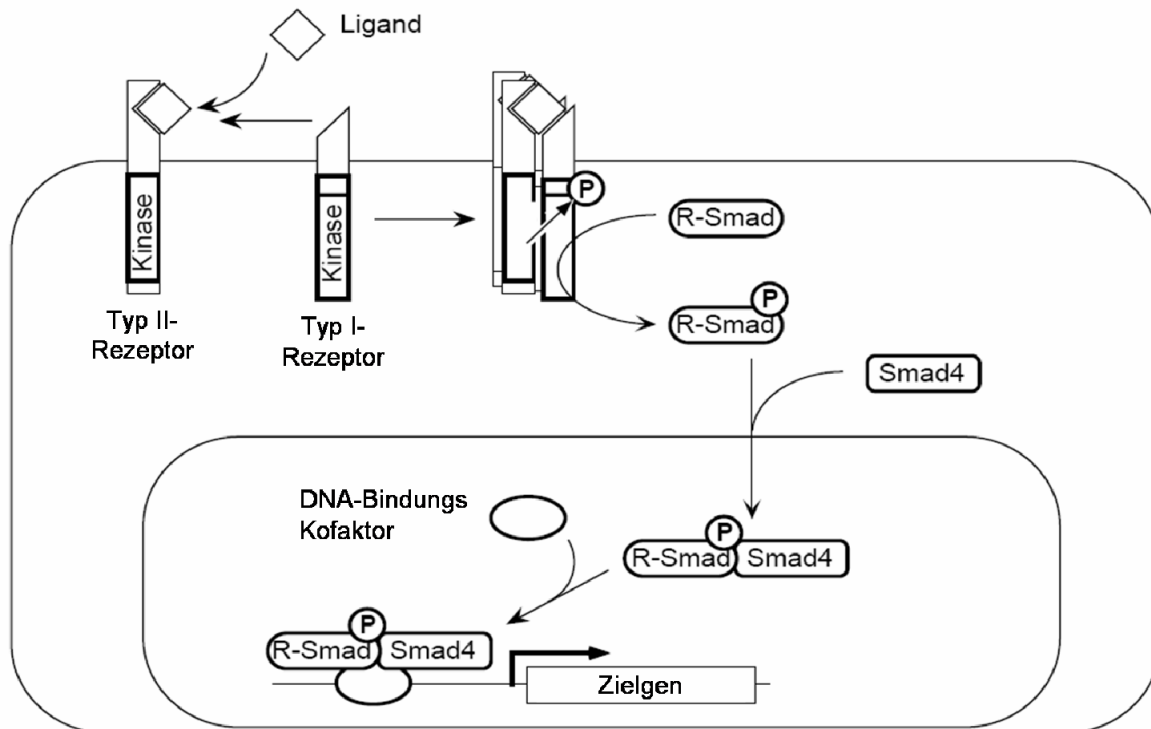 Ligand
Kinase
Kinase
Typ II-
Rezeptor
Typ I-
Rezeptor
P
R-Smad
P
R-Smad
Smad4
DNA-Bindungs
Kofaktor
P
R-Smad Smad4
P
R-Smad Smad4
Zielgen